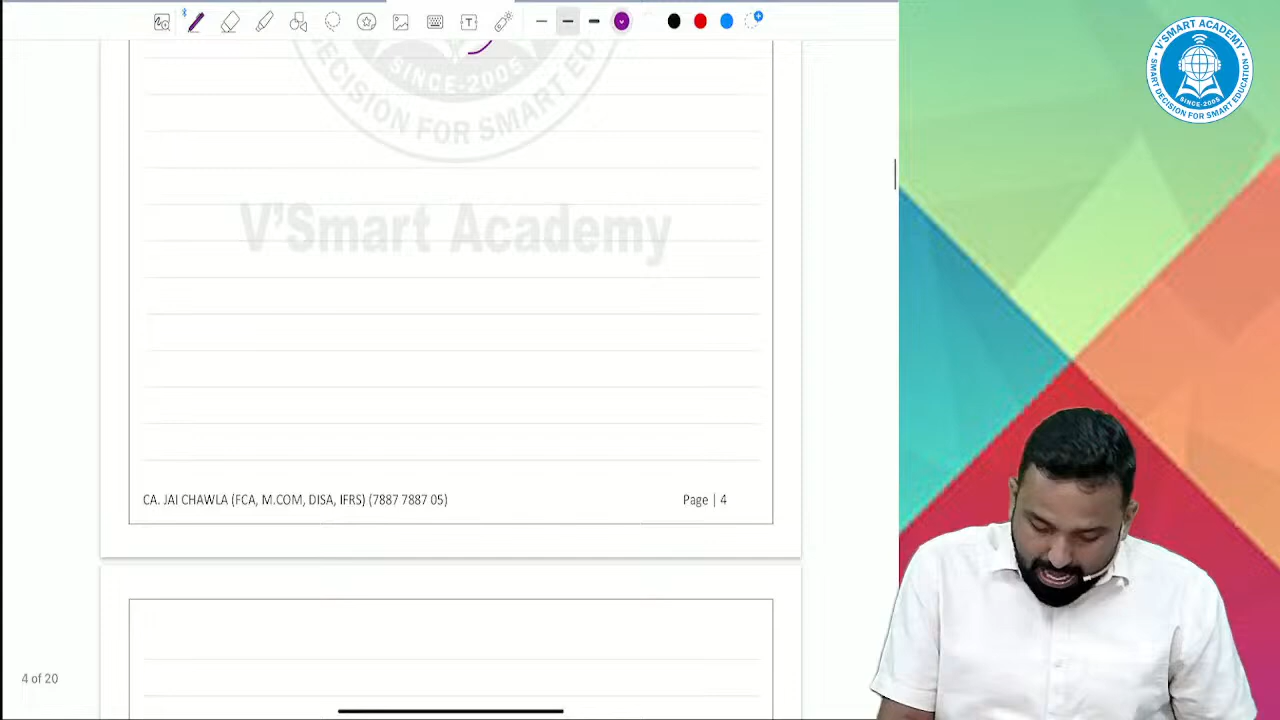 T
V'SMART ACADEMY
SMART DECISION FOR SMART EDUCATION
SINCE-2005
SINCE-2005
DECISION FOR SMART ED
V'Smart Academy
CA. JAI CHAWLA (FCA, M.COM, DISA, IFRS) (7887 7887 05)
Page | 4
4 of 20